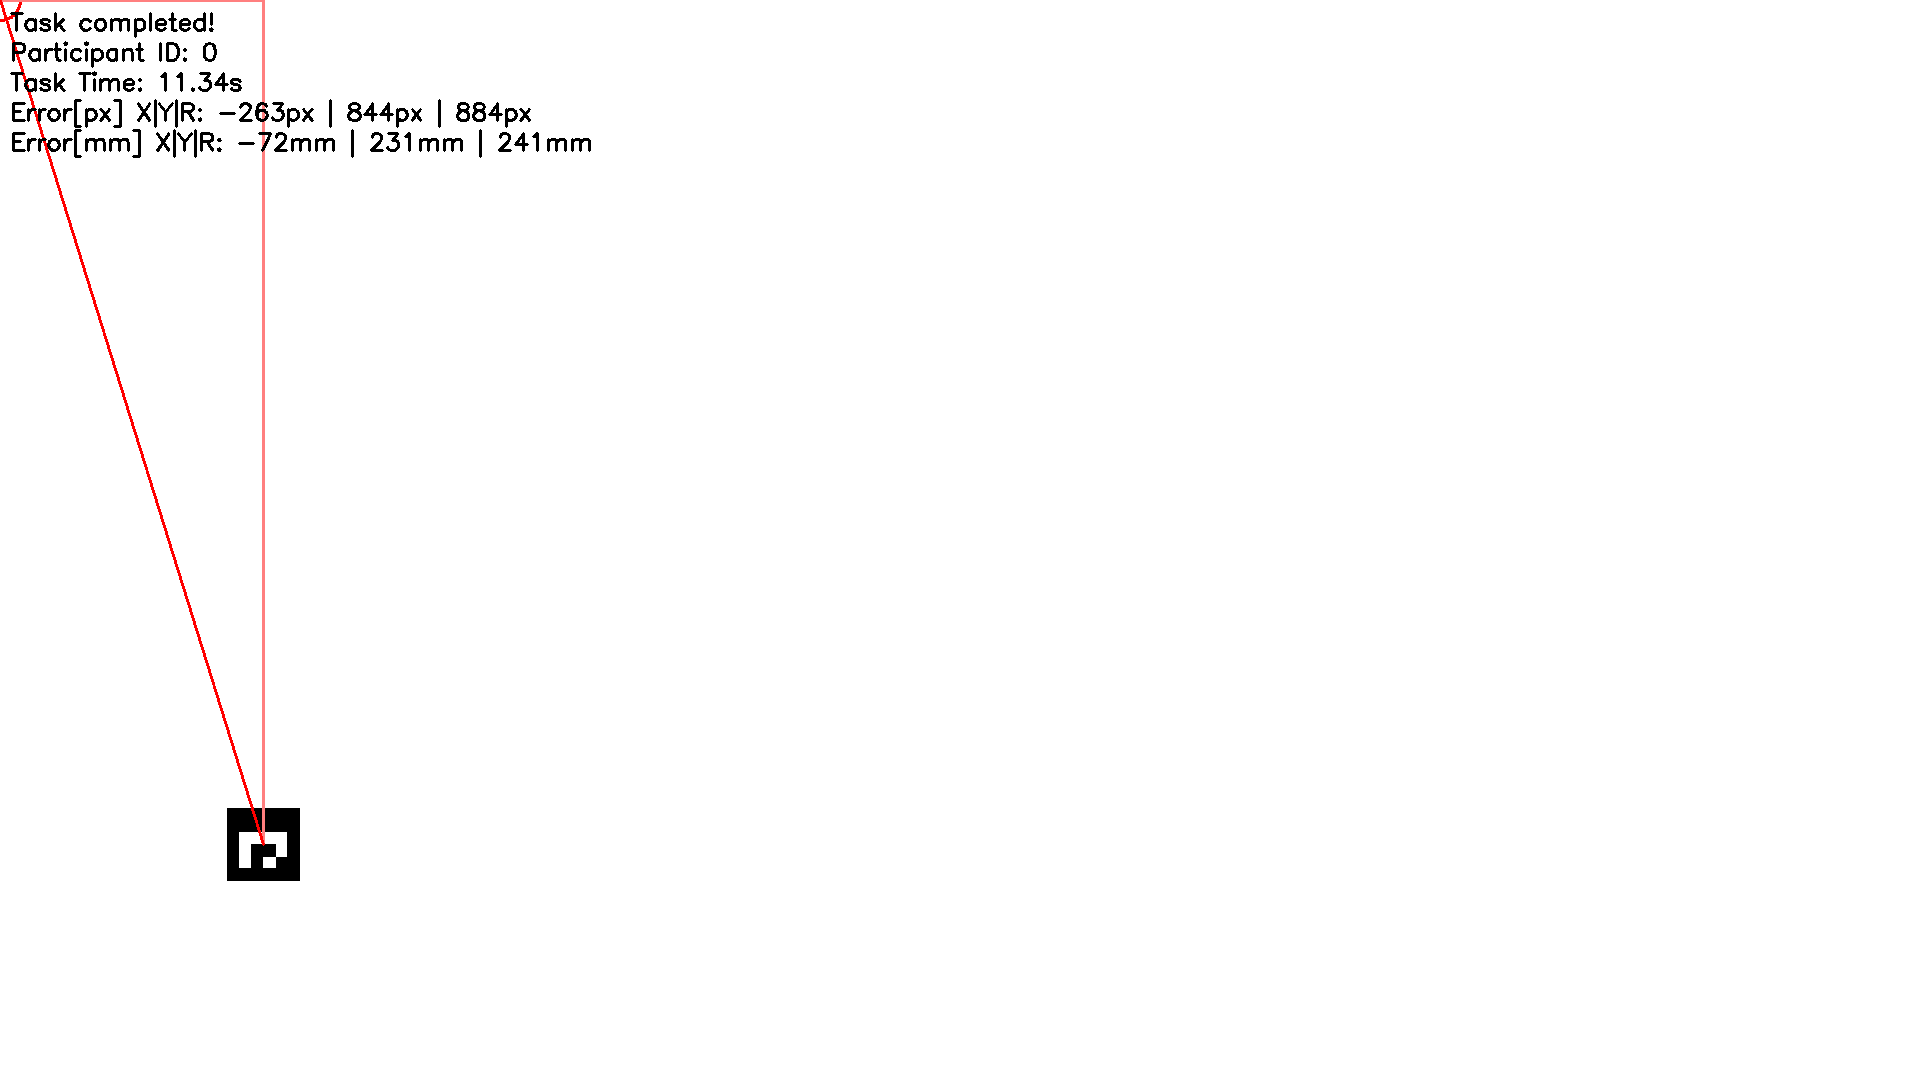 Task completed!
Participant ID: 0
Task Time: 11.34s
Error[px] X|Y|R: -263px | 844px | 884px
Error[mm] X|Y|R: -72mm | 231mm | 241mm